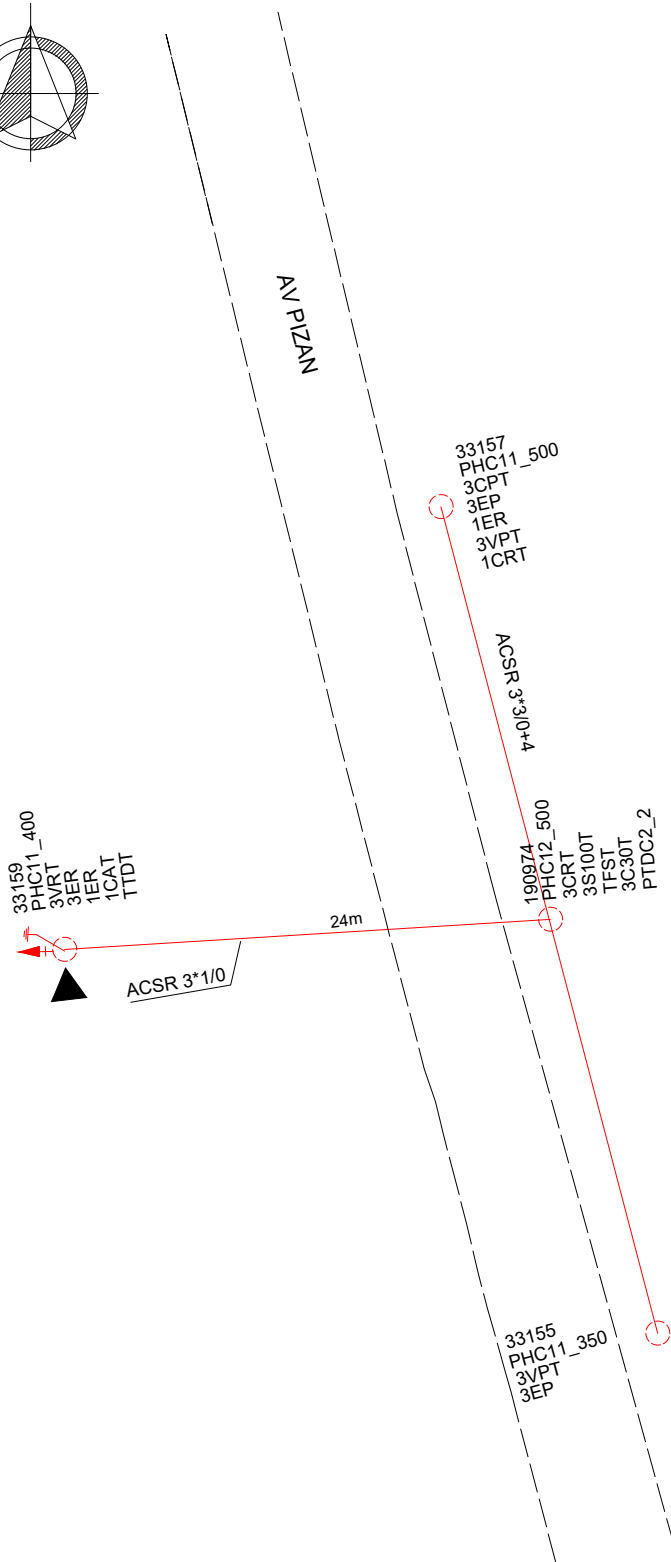 AV PIZAN
33157
PHC11_500
3CPT
3EP
1ER
3VPT
1CRT
ACSR 3*3/0+4
190974
PHC12_500
3CRT
3S100T
TFST
3C30T
PTDC2_2
33159
PHC11_400
3VRT
3ER
1ER
1CAT
TTDT
24m
ACSR 3*1/0
33155
PHC11_350
3VPT
3EP